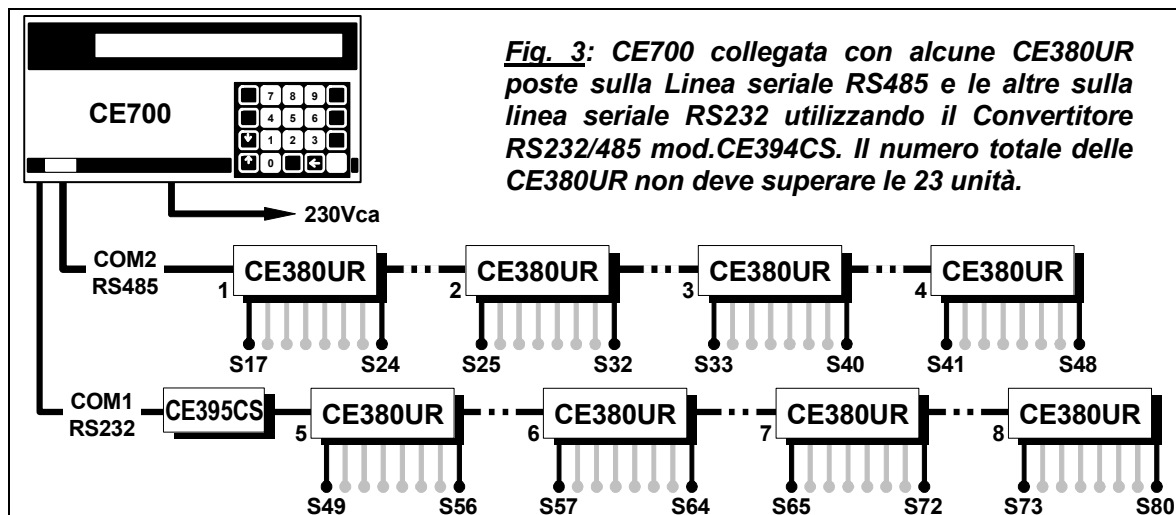 Fig. 3: CE700 collegata con alcune CE380UR
poste sulla Linea seriale RS485 e le altre sulla
linea seriale RS232 utilizzando il Convertitore
RS232/485 mod.CE394CS. Il numero totale delle
CE380UR non deve superare le 23 unità.
CE700
7 8 9
4 5 6
1 2 3
0
230Vca
COM2
RS485
1 CE380UR
2 CE380UR
3 CE380UR
4 CE380UR
S17 S24 S25 S32 S33 S40 S41 S48
COM1
RS232
CE395CS
5 CE380UR
6 CE380UR
7 CE380UR
8 CE380UR
S49 S56 S57 S64 S65 S72 S73 S80